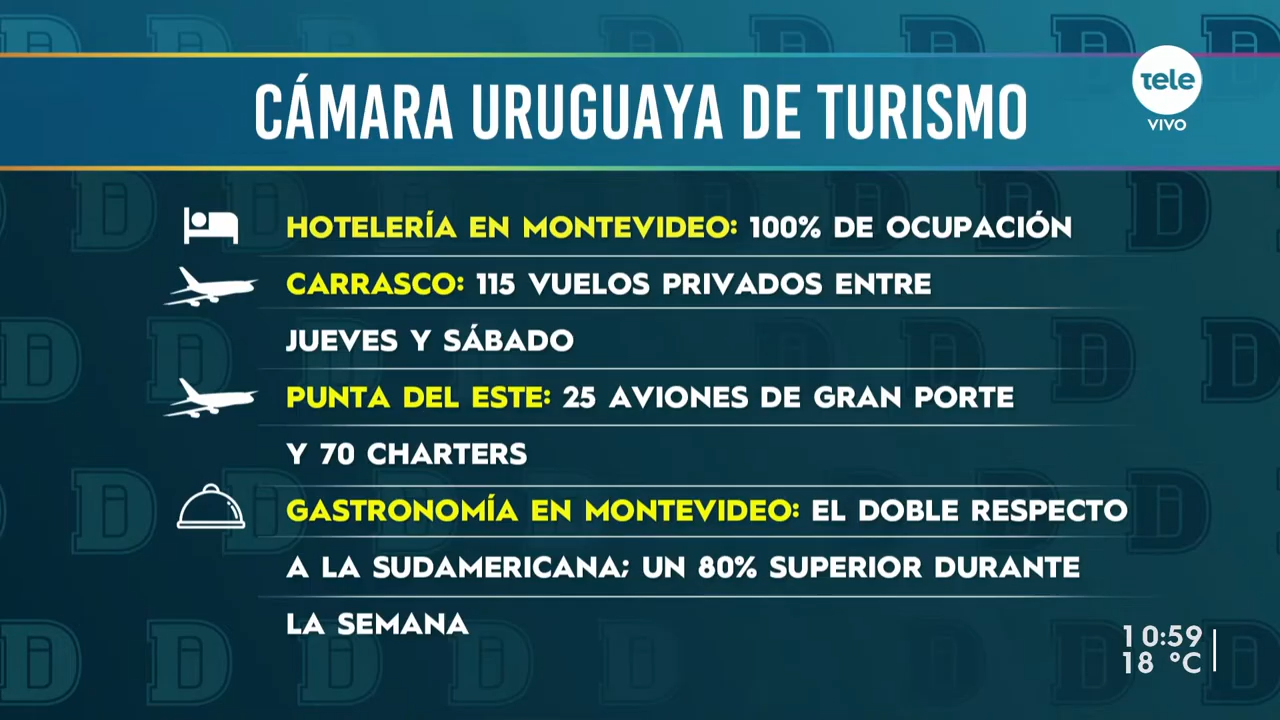 CÁMARA URUGUAYA DE TURISMO
tele
VIVO
HOTELERÍA EN MONTEVIDEO: 100% DE OCUPACIÓN
CARRASCO: 115 VUELOS PRIVADOS ENTRE
JUEVES Y SÁBADO
PUNTA DEL ESTE: 25 AVIONES DE GRAN PORTE
Y 70 CHARTERS
GASTRONOMÍA EN MONTEVIDEO: EL DOBLE RESPECTO
A LA SUDAMERICANA; UN 80% SUPERIOR DURANTE
LA SEMANA
10:59
18 °C